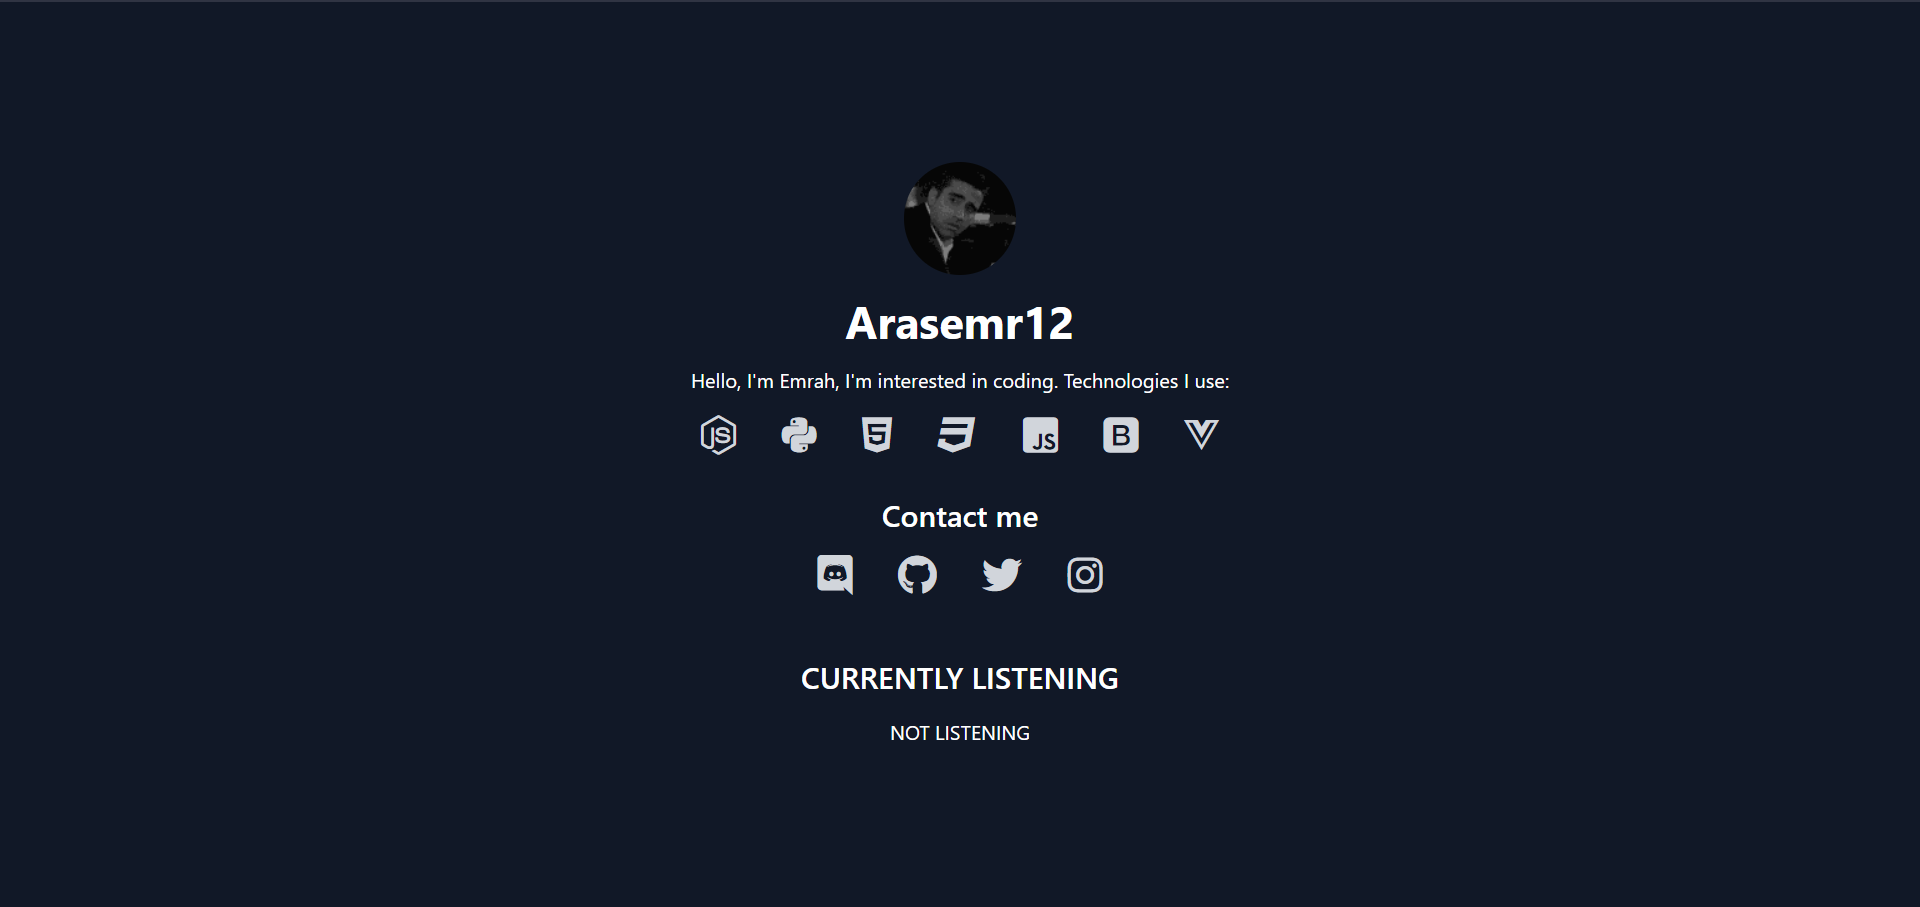 Arasemr12
Hello, I'm Emrah, I'm interested in coding. Technologies I use:
JS 5 JS B
Contact me
CURRENTLY LISTENING
NOT LISTENING